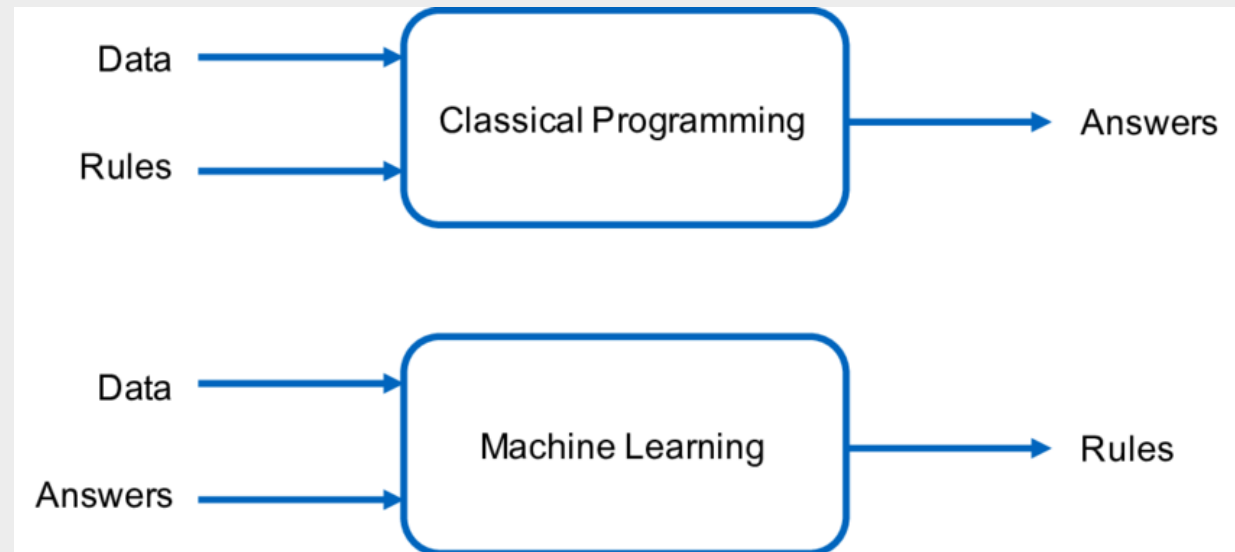 Data
Rules
Classical Programming
Answers
Data
Answers
Machine Learning
Rules